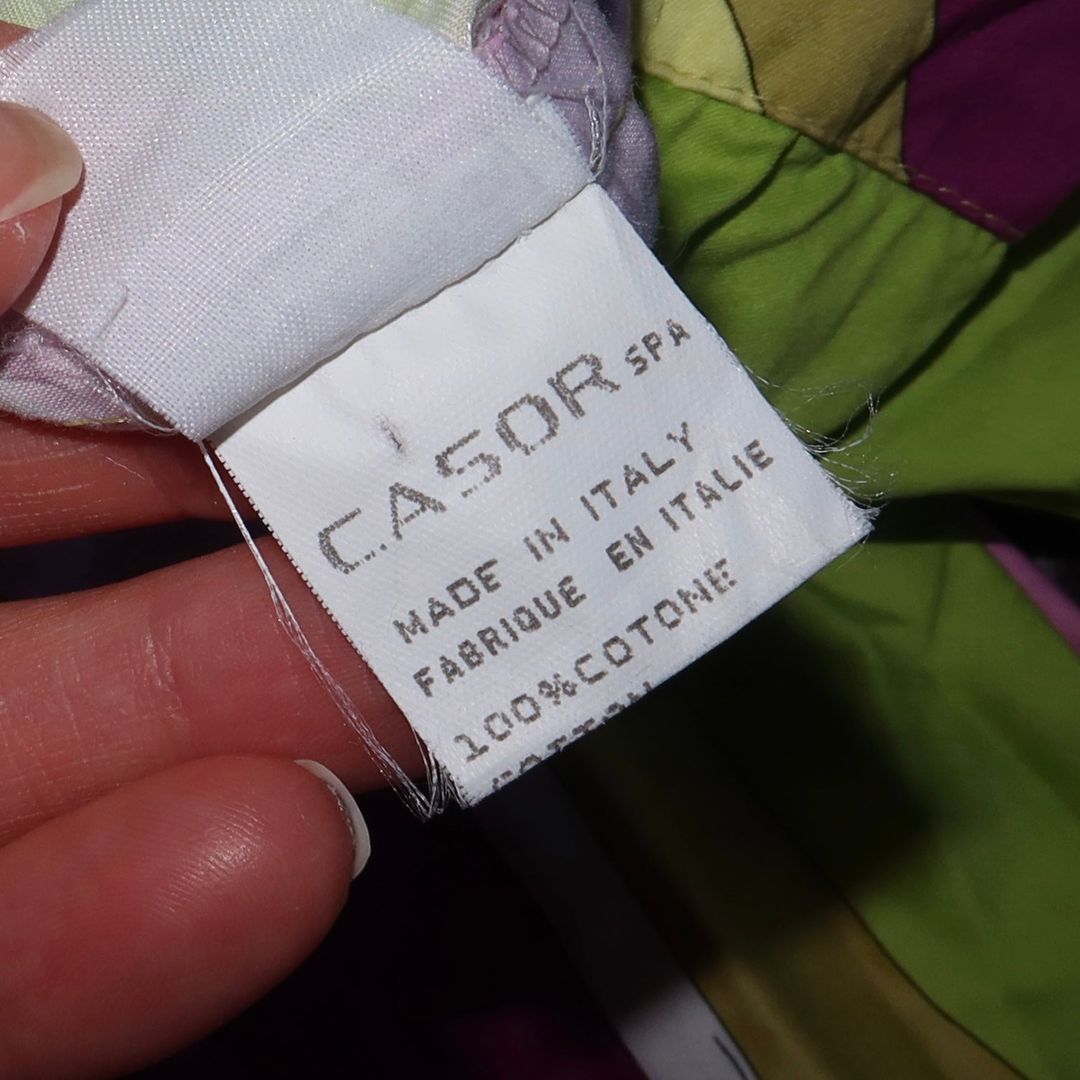 CASOR SPA
MADE IN ITALY
FABRIQUE EN ITALIE
100%COTONE